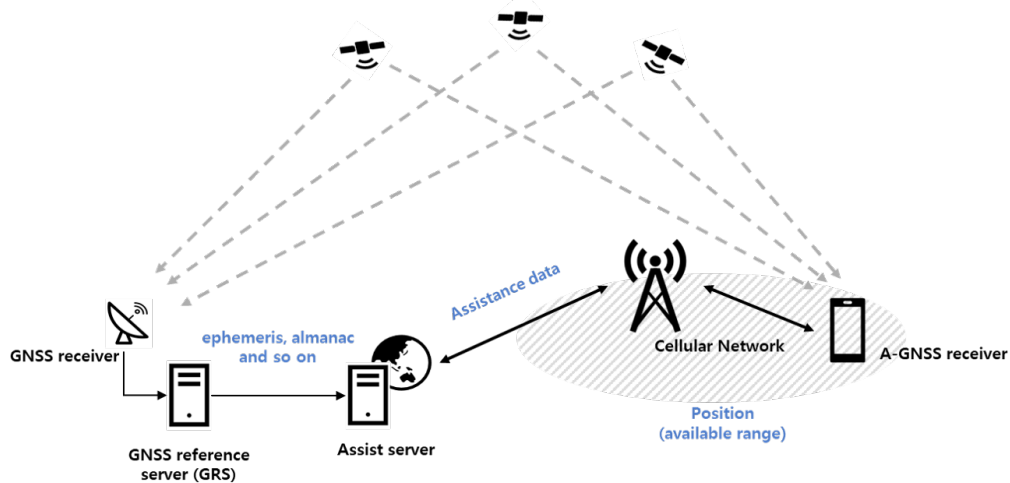 Assistance data
ephemeris, almanac
and so on
GNSS receiver
Cellular Network
A-GNSS receiver
Position
(available range)
GNSS reference
server (GRS)
Assist server